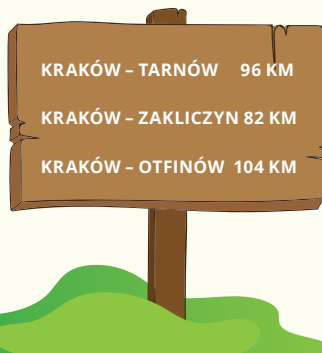 KRAKÓW – TARNÓW 96 KM
KRAKÓW – ZAKLICZYN 82 KM
KRAKÓW – OTFINÓW 104 KM